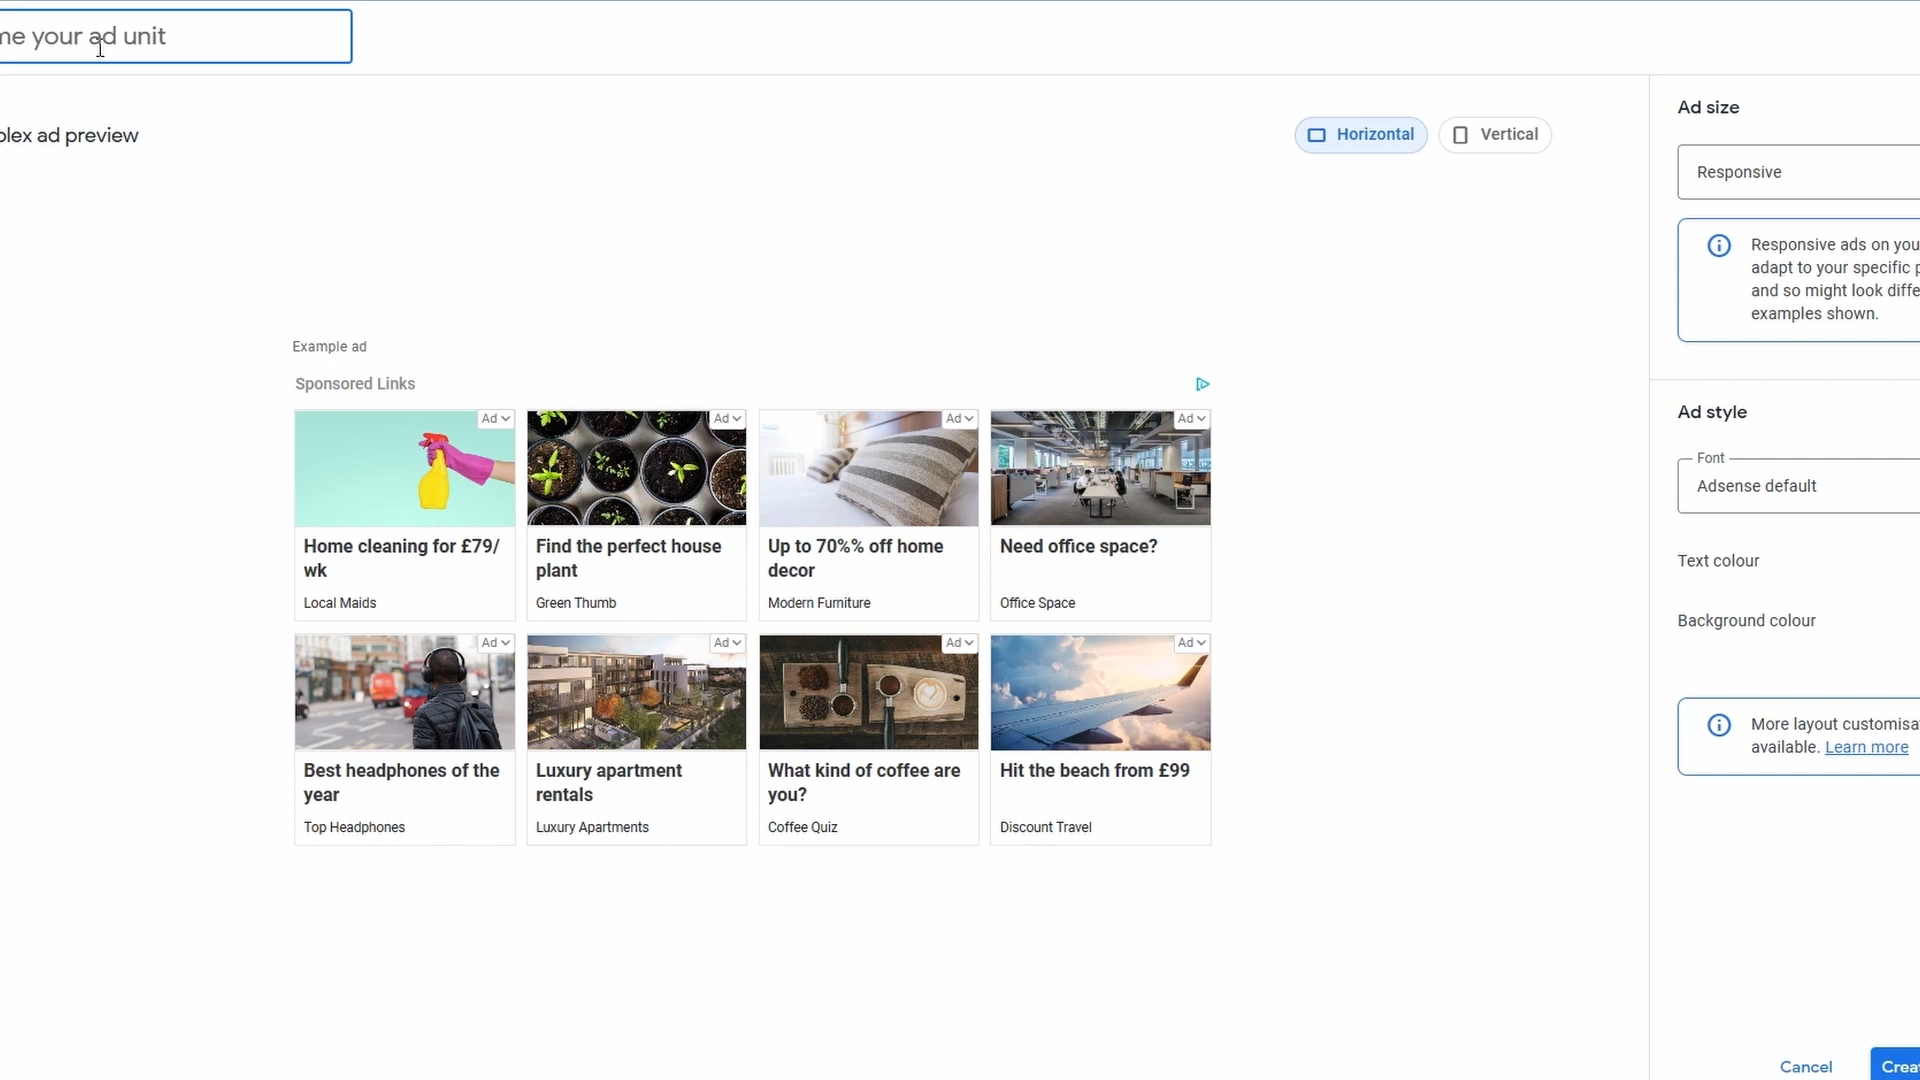 me your ad unit
plex ad preview
Horizontal
Vertical
Example ad
Sponsored Links
Ad
Ad
Ad
Ad
Home cleaning for £79/
wk
Local Maids
Find the perfect house
plant
Green Thumb
Up to 70%% off home
decor
Modern Furniture
Need office space?
Office Space
Ad
Ad
Ad
Ad
Best headphones of the
year
Top Headphones
Luxury apartment
rentals
Luxury Apartments
What kind of coffee are
you?
Coffee Quiz
Hit the beach from £99
Discount Travel
Ad size
Responsive
Responsive ads on you
adapt to your specific p
and so might look diffe
examples shown.
Ad style
Font
Adsense default
Text colour
Background colour
More layout customisa
available. Learn more
Cancel
Crea